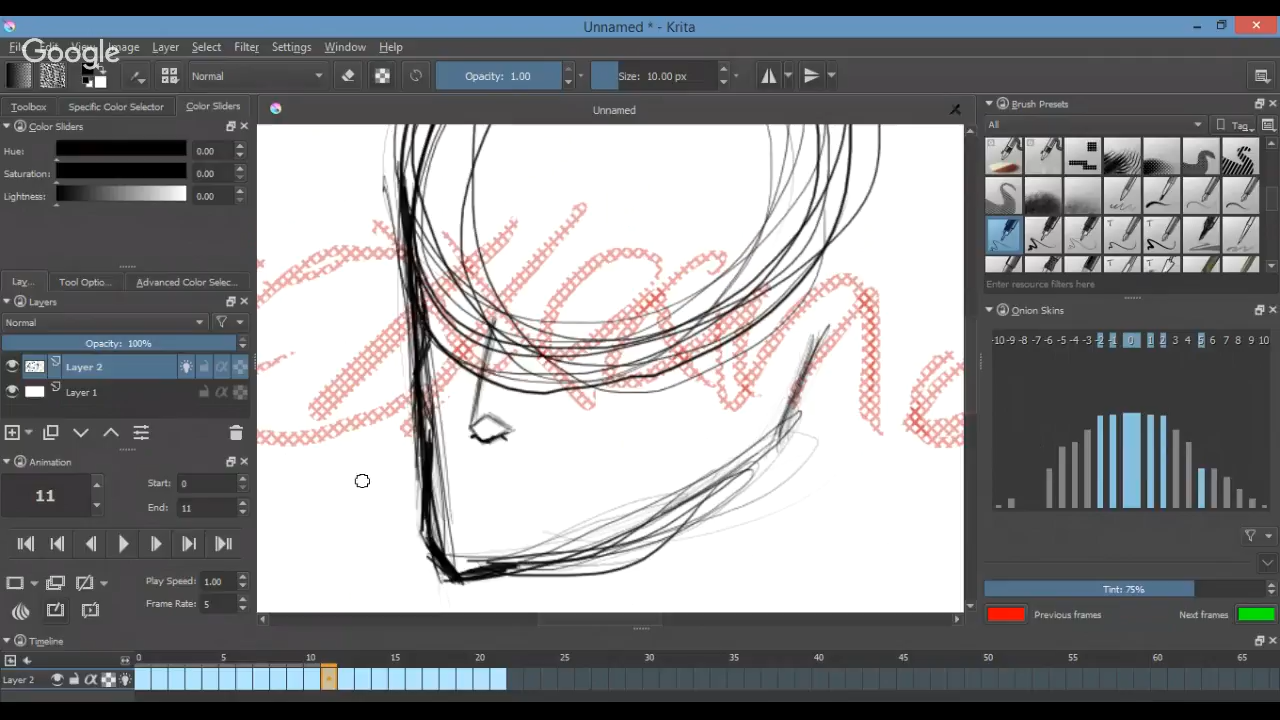 Unnamed * - Krita
File Edit View Image Layer Select Filter Settings Window Help
Google
Normal
Opacity: 1.00
Size: 10.00 px
Toolbox
Specific Color Selector
Color Sliders
Unnamed
Brush Presets
Color Sliders
All
Tag
Hue: 0.00
Saturation: 0.00
Lightness: 0.00
Lay...
Tool Optio...
Advanced Color Selec...
Enter resource filters here
Layers
Onion Skins
Normal
Opacity: 100%
-10 -9 -8 -7 -6 -5 -4 -3 -2 -1 0 1 2 3 4 5 6 7 8 9 10
Layer 2
Layer 1
Animation
11
Start: 0
End: 11
Play Speed: 1.00
Frame Rate: 5
Tint: 75%
Previous frames
Next frames
Timeline
0 5 10 15 20 25 30 35 40 45 50 55 60 65
Layer 2